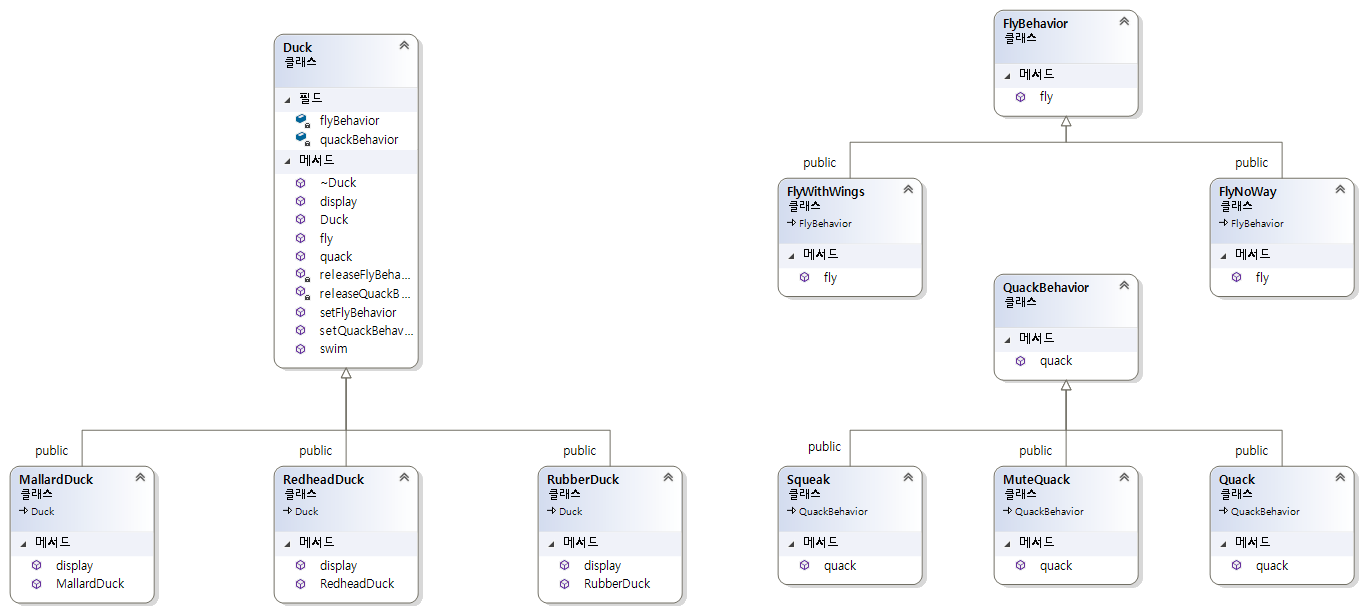 Duck
클래스
필드
flyBehavior
quackBehavior
메서드
~Duck
display
Duck
fly
quack
releaseFlyBeha...
releaseQuackB...
setFlyBehavior
setQuackBehav...
swim
public
MallardDuck
클래스
Duck
메서드
display
MallardDuck
public
RedheadDuck
클래스
Duck
메서드
display
RedheadDuck
public
RubberDuck
클래스
Duck
메서드
display
RubberDuck
FlyBehavior
클래스
메서드
fly
public
FlyWithWings
클래스
FlyBehavior
메서드
fly
public
FlyNoWay
클래스
FlyBehavior
메서드
fly
QuackBehavior
클래스
메서드
quack
public
Squeak
클래스
QuackBehavior
메서드
quack
public
MuteQuack
클래스
QuackBehavior
메서드
quack
public
Quack
클래스
QuackBehavior
메서드
quack